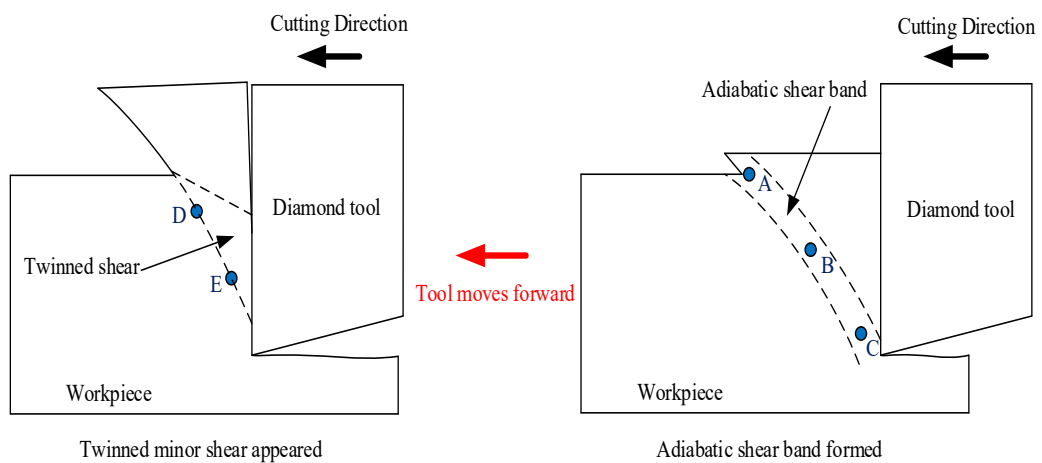 Cutting Direction
Cutting Direction
Adiabatic shear band
A
Diamond tool
Diamond tool
D
B
Twinned shear
E
Tool moves forward
C
Workpiece
Workpiece
Twinned minor shear appeared
Adiabatic shear band formed